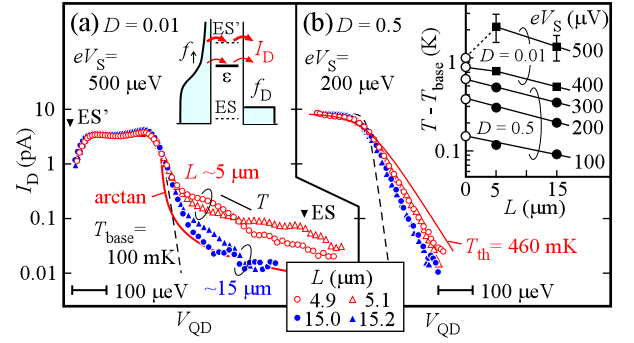 (a) D = 0.01
eV_S =
500 μeV
ES'
I_D
f_↑
ε
f_D
ES
ES'
I_D (pA)
10
1
0.1
0.01
L ~5 μm
T
arctan
ES
T_base =
100 mK
~15 μm
100 μeV
V_QD
(b) D = 0.5
eV_S =
200 μeV
T_th = 460 mK
100 μeV
V_QD
L (μm)
4.9 5.1
15.0 15.2
eV_S (μV)
T - T_base (K)
1
0.1
D = 0.01
D = 0.5
500
400
300
200
100
0 5 10 15
L (μm)